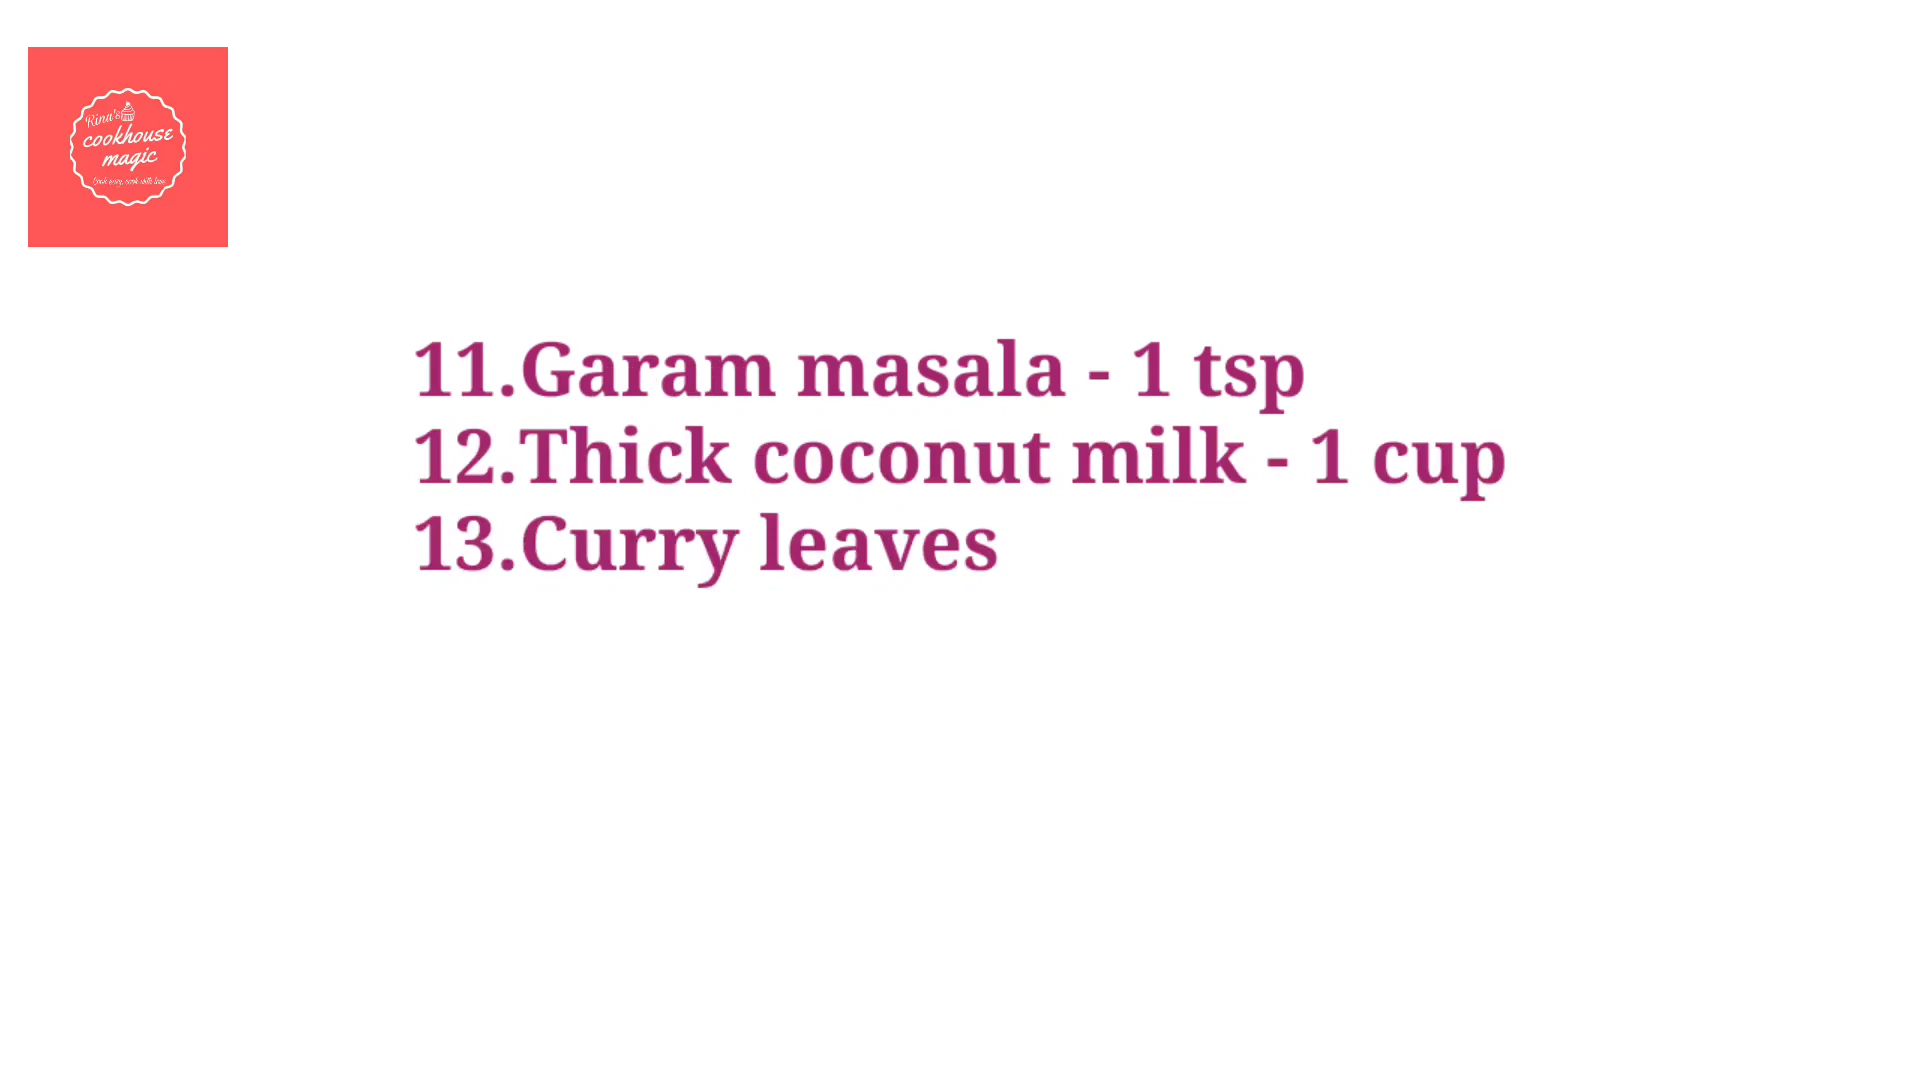 Rina's
cookhouse
magic
11.Garam masala - 1 tsp
12.Thick coconut milk - 1 cup
13.Curry leaves